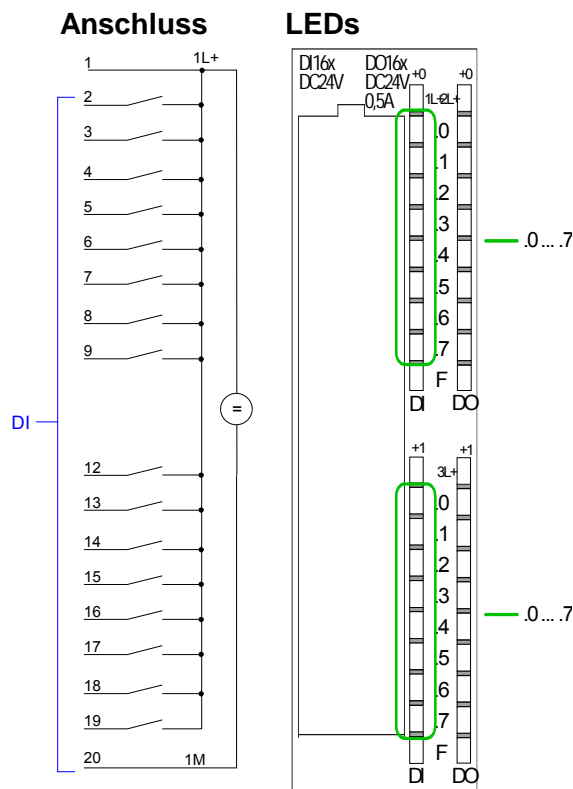 Anschluss
1 1L+
2
3
4
5
6
7
8
9
DI
=
12
13
14
15
16
17
18
19
20 1M
LEDs
DI16x DO16x
DC24V DC24V
0,5A
+0 +0
1L+2L+
.0
.1
.2
.3
.4
.5
.6
.7
F
DI DO
.0 ... .7
+1 +1
3L+
.0
.1
.2
.3
.4
.5
.6
.7
F
DI DO
.0 ... .7